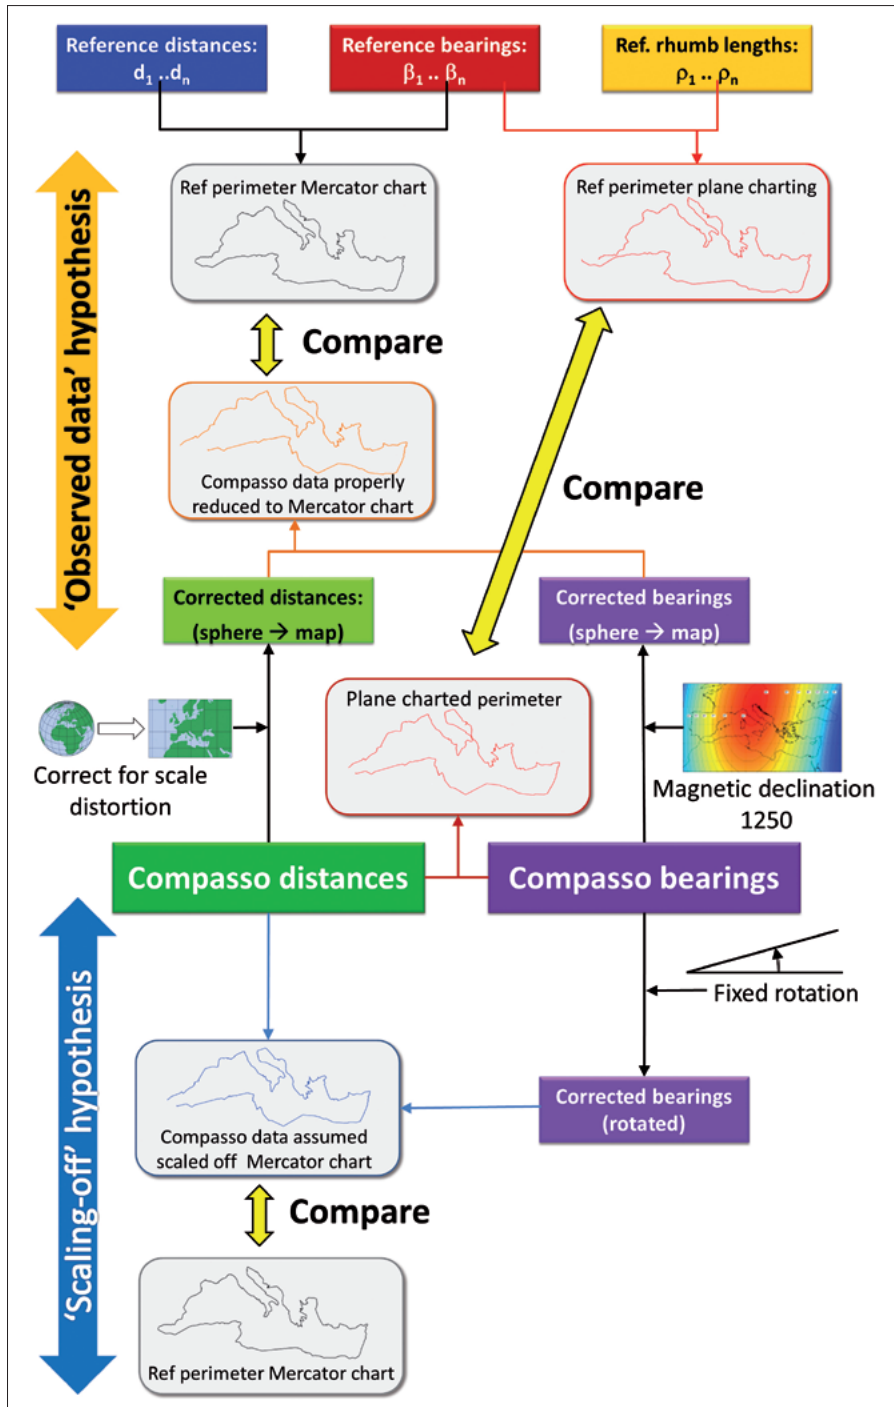 Reference distances:
d1 ..dn
Reference bearings:
β1 .. βn
Ref. rhumb lengths:
ρ1 .. ρn
‘Observed data’ hypothesis
Ref perimeter Mercator chart
Ref perimeter plane charting
Compare
Compasso data properly
reduced to Mercator chart
Compare
Corrected distances:
(sphere → map)
Corrected bearings
(sphere → map)
Plane charted perimeter
Correct for scale
distortion
Magnetic declination
1250
Compasso distances
Compasso bearings
‘Scaling-off’ hypothesis
Fixed rotation
Compasso data assumed
scaled off Mercator chart
Corrected bearings
(rotated)
Compare
Ref perimeter Mercator chart